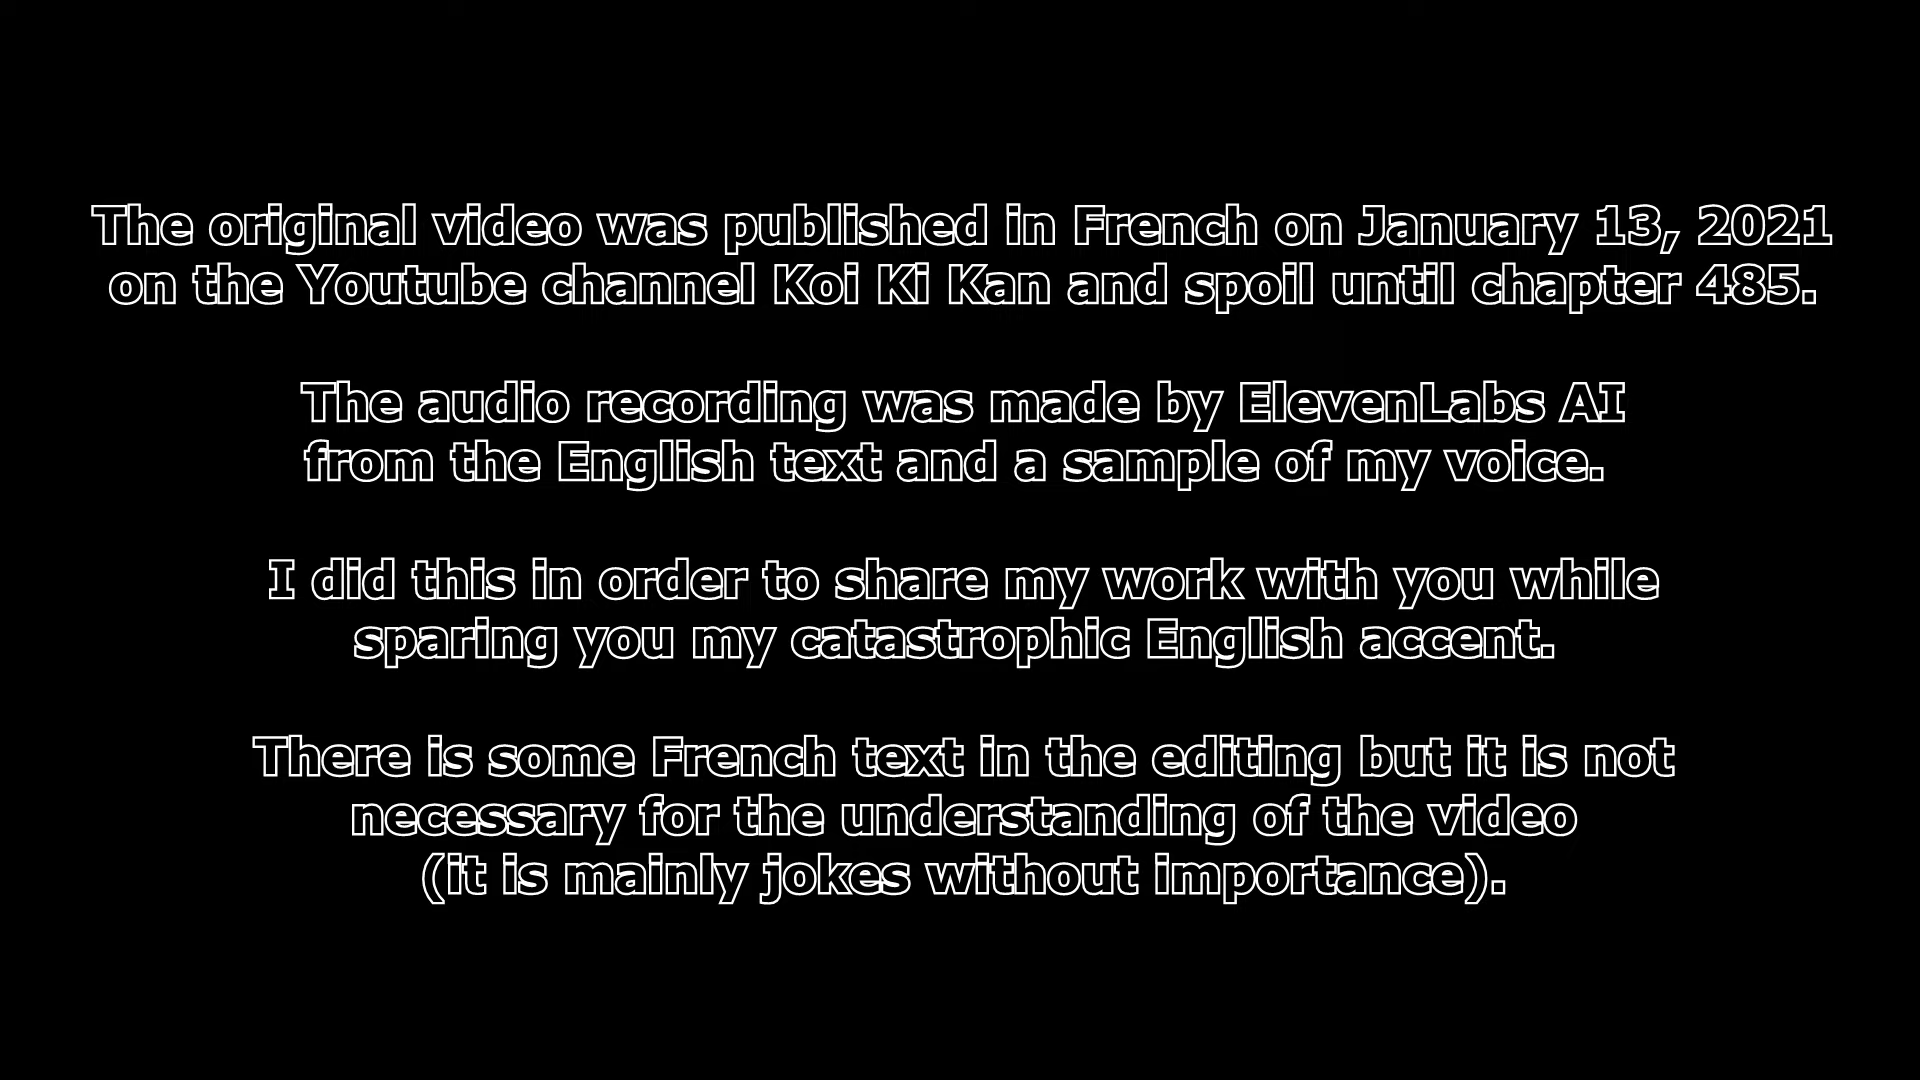 The original video was published in French on January 13, 2021
on the Youtube channel Koi Ki Kan and spoil until chapter 485.
The audio recording was made by ElevenLabs AI
from the English text and a sample of my voice.
I did this in order to share my work with you while
sparing you my catastrophic English accent.
There is some French text in the editing but it is not
necessary for the understanding of the video
(it is mainly jokes without importance).